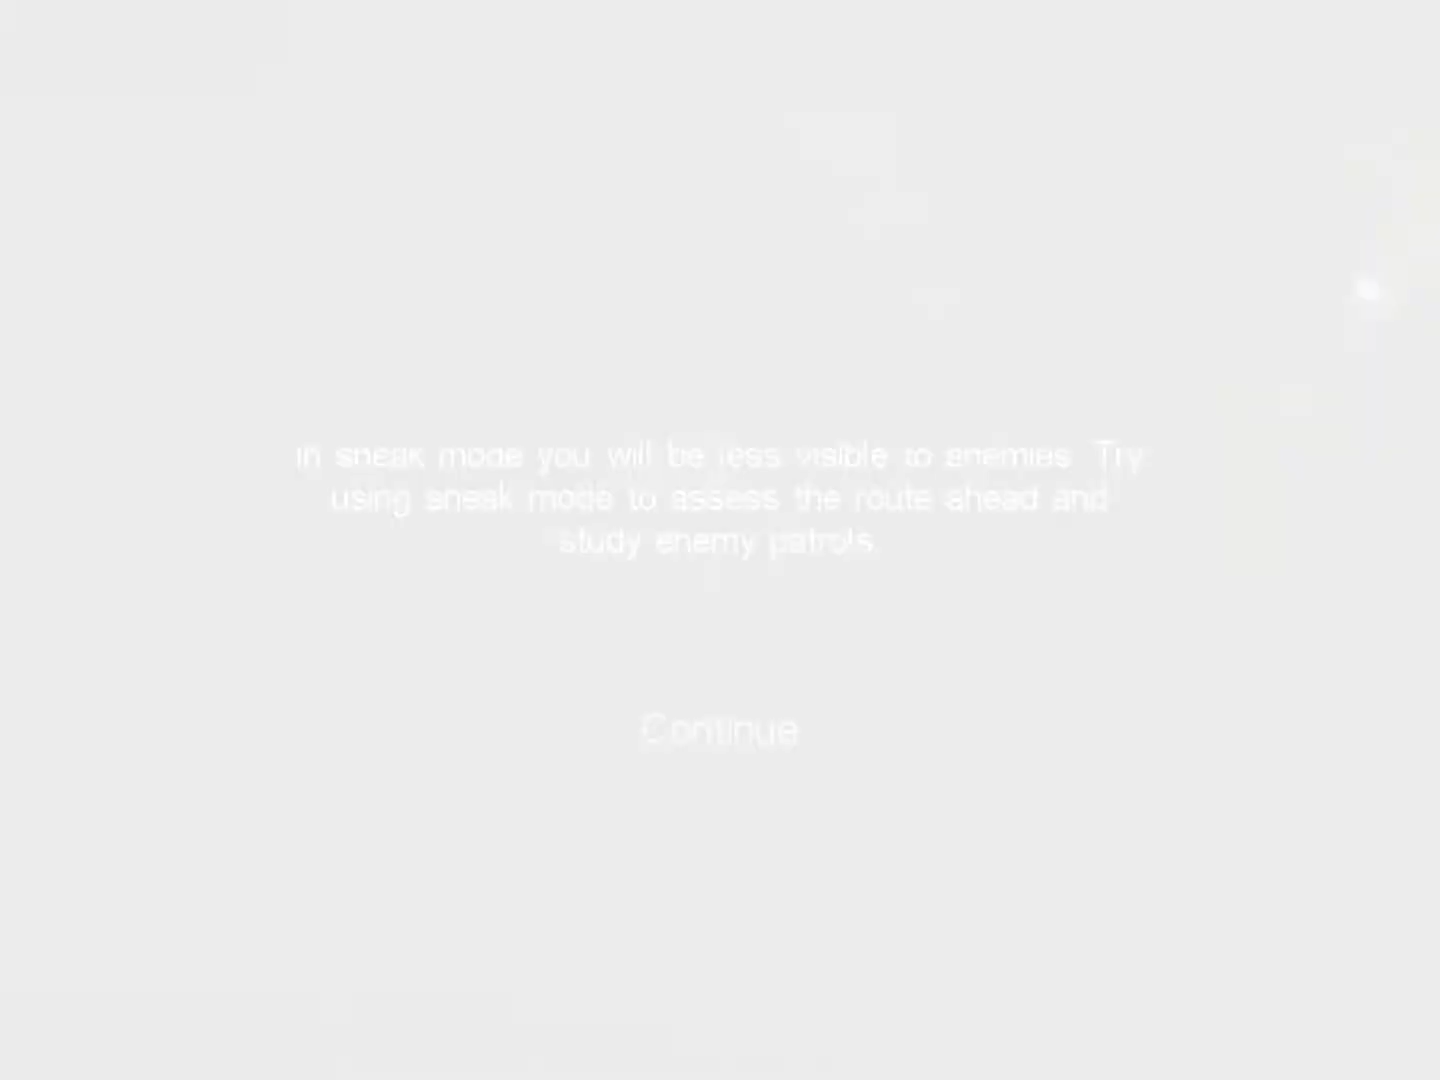 In sneak mode you will be less visible to enemies. Try
using sneak mode to assess the route ahead and
study enemy patrols.
Continue